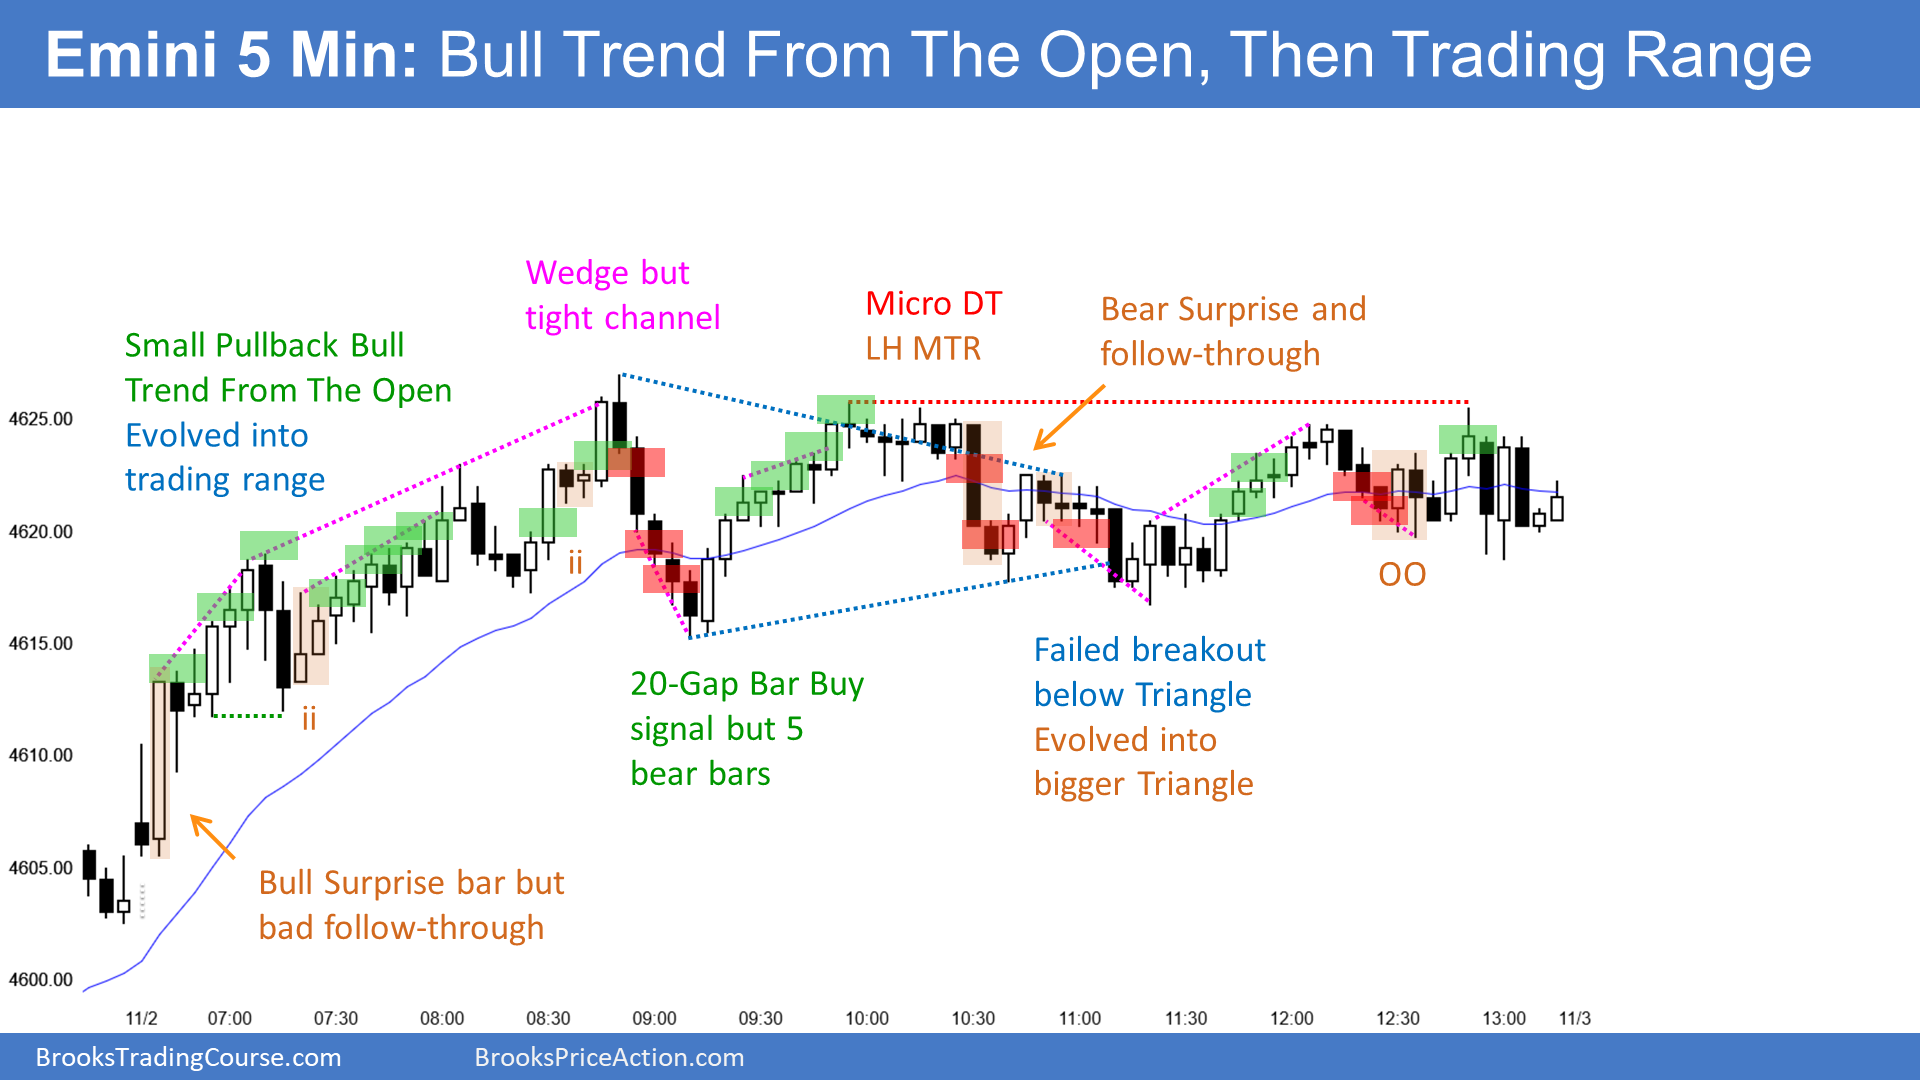 Emini 5 Min: Bull Trend From The Open, Then Trading Range
Wedge but
tight channel
Micro DT
LH MTR
Bear Surprise and
follow-through
Small Pullback Bull
Trend From The Open
Evolved into
trading range
4625.00
4620.00
4615.00
4610.00
4605.00
4600.00
ii
ii
OO
20-Gap Bar Buy
signal but 5
bear bars
Failed breakout
below Triangle
Evolved into
bigger Triangle
Bull Surprise bar but
bad follow-through
11/2
07:00
07:30
08:00
08:30
09:00
09:30
10:00
10:30
11:00
11:30
12:00
12:30
13:00
11/3
BrooksTradingCourse.com
BrooksPriceAction.com